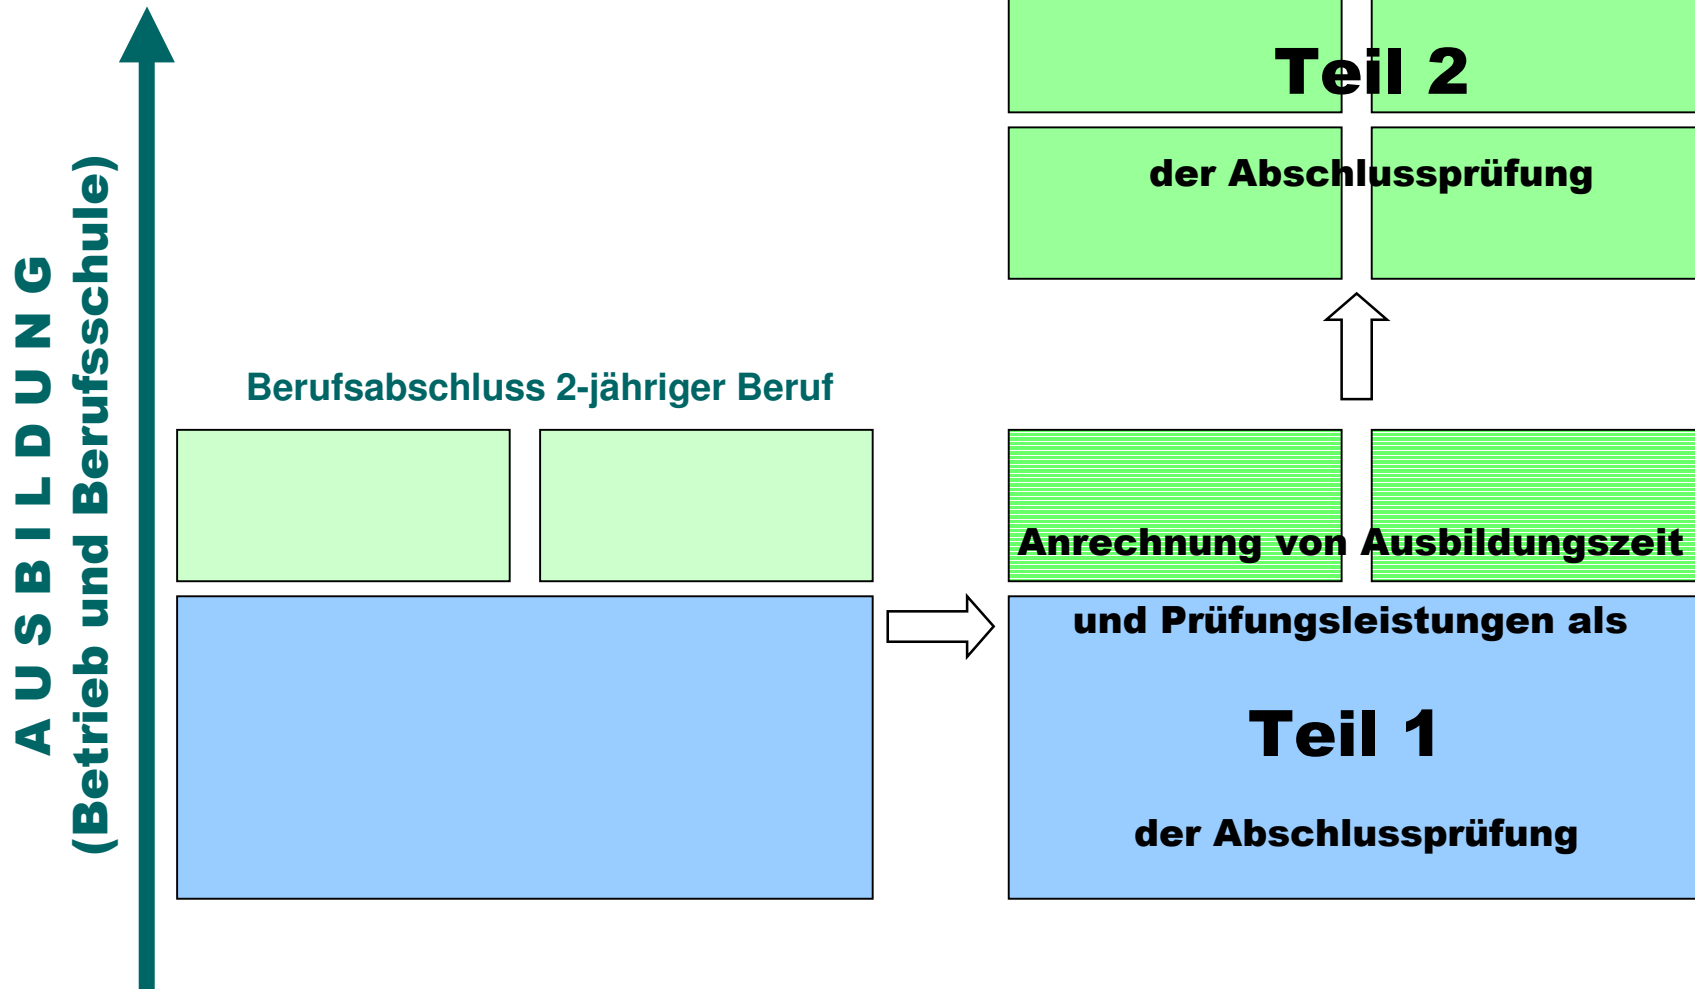 A U S B I L D U N G
(Betrieb und Berufsschule)
Berufsabschluss 2-jähriger Beruf
Teil 2
der Abschlussprüfung
Anrechnung von Ausbildungszeit
und Prüfungsleistungen als
Teil 1
der Abschlussprüfung